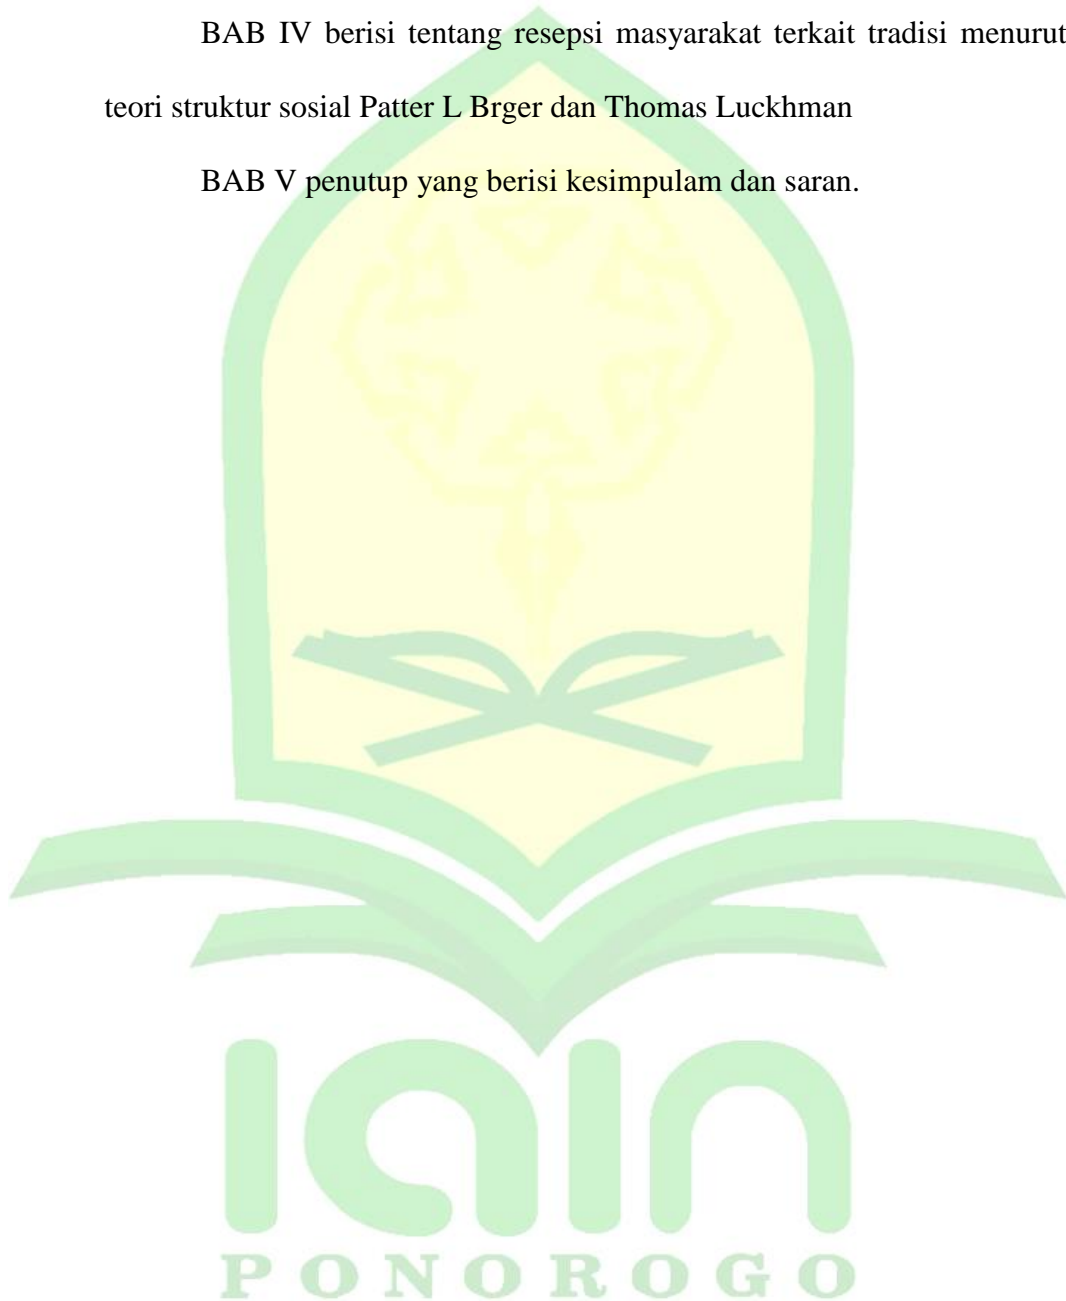 BAB IV berisi tentang resepsi masyarakat terkait tradisi menurut
teori struktur sosial Patter L Brger dan Thomas Luckhman
BAB V penutup yang berisi kesimpulam dan saran.
iain
PONOROGO